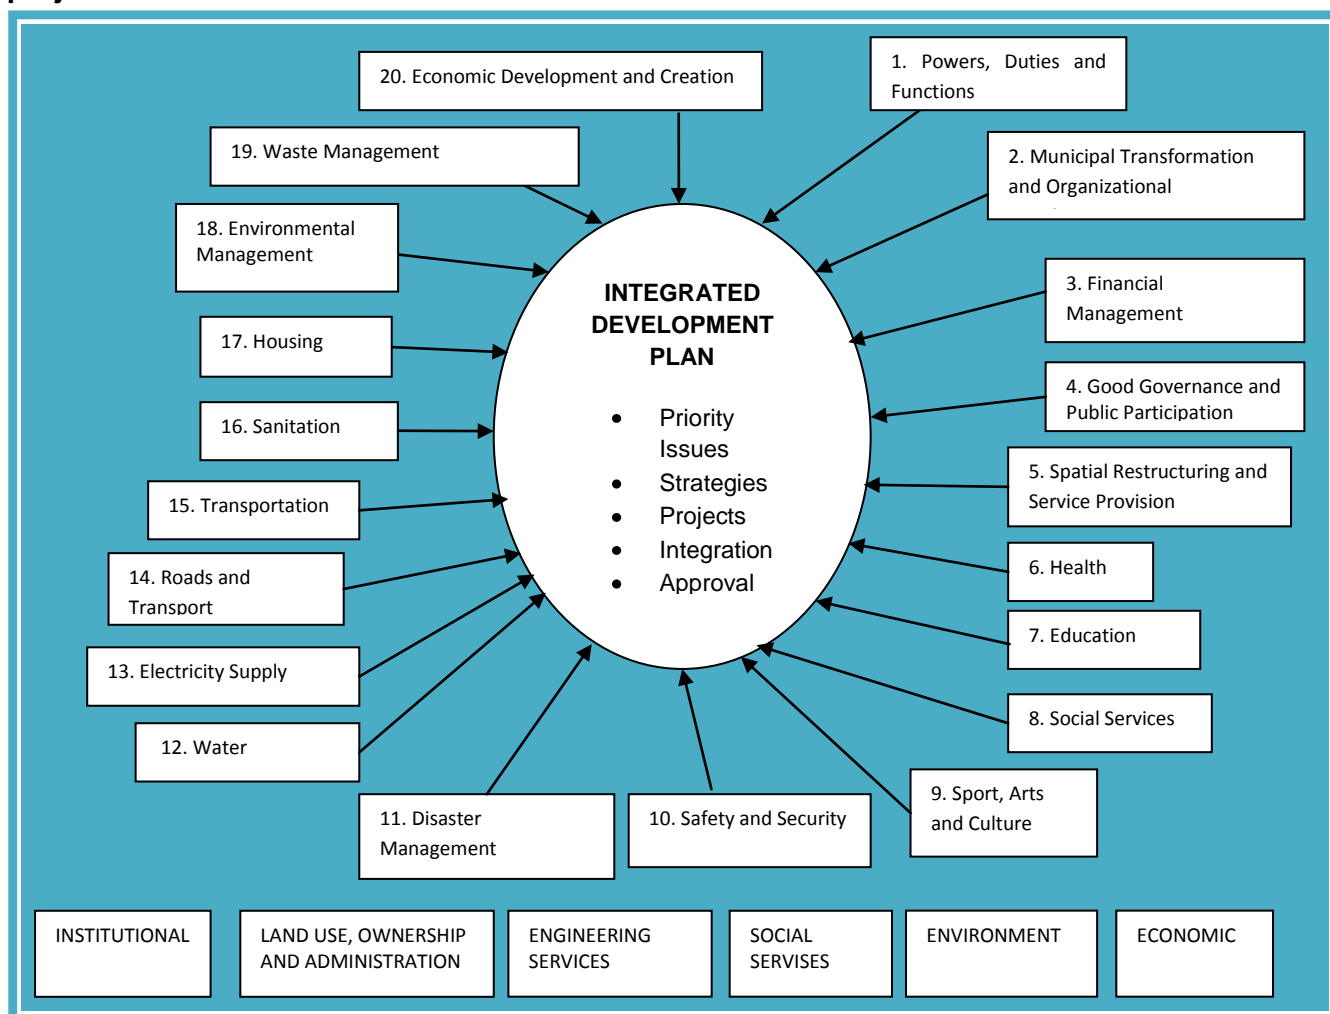 20. Economic Development and Creation
1. Powers, Duties and
Functions
19. Waste Management
2. Municipal Transformation
and Organizational
18. Environmental
Management
3. Financial
Management
17. Housing
4. Good Governance and
Public Participation
16. Sanitation
5. Spatial Restructuring and
Service Provision
15. Transportation
6. Health
14. Roads and
Transport
7. Education
13. Electricity Supply
8. Social Services
12. Water
9. Sport, Arts
and Culture
11. Disaster
Management
10. Safety and Security
INTEGRATED
DEVELOPMENT
PLAN
• Priority
Issues
• Strategies
• Projects
• Integration
• Approval
INSTITUTIONAL
LAND USE, OWNERSHIP
AND ADMINISTRATION
ENGINEERING
SERVICES
SOCIAL
SERVISES
ENVIRONMENT
ECONOMIC